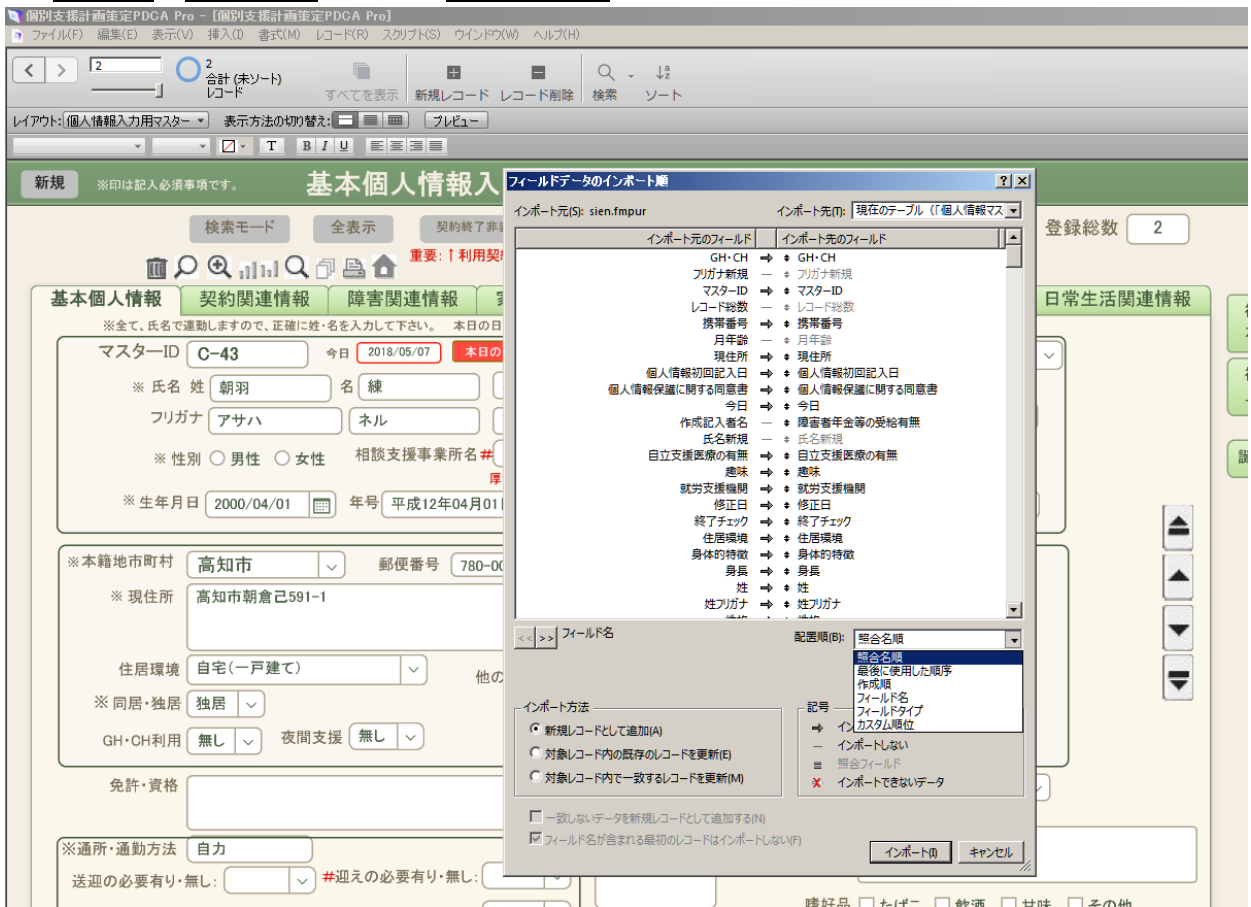 個別支援計画策定PDCA Pro - [個別支援計画策定PDCA Pro]
ファイル(F) 編集(E) 表示(V) 挿入(I) 書式(M) レコード(R) スクリプト(S) ウインドウ(W) ヘルプ(H)
2
2
合計 (未ソート)
レコード
すべてを表示 新規レコード レコード削除 検索 ソート
レイアウト: 個人情報入力用マスター 表示方法の切り替え: プレビュー
T B I U
新規 ※印は記入必須事項です。 基本個人情報入
検索モード 全表示 契約終了非
重要:↑利用契
登録総数 2
基本個人情報 契約関連情報 障害関連情報 日常生活関連情報
※全て、氏名で連動しますので、正確に姓・名を入力して下さい。 本日の日
マスターID C-43 今日 2018/05/07 本日の
※ 氏名 姓 朝羽 名 練
フリガナ アサハ ネル
※ 性別 男性 女性 相談支援事業所名 #
厚
※ 生年月日 2000/04/01 年号 平成12年04月01
※本籍地市町村 高知市 郵便番号 780-00
※ 現住所 高知市朝倉己591-1
住居環境 自宅(一戸建て) 他の
※ 同居・独居 独居
GH・CH利用 無し 夜間支援 無し
免許・資格
※通所・通勤方法 自力
送迎の必要有り・無し: #迎えの必要有り・無し:
嗜好品 たばこ 飲酒 甘味 その他
フィールドデータのインポート順 ? X
インポート元(S): sien.fmpur インポート先(T): 現在のテーブル (「個人情報マス
インポート元のフィールド インポート先のフィールド
GH・CH ➔ GH・CH
フリガナ新規 — フリガナ新規
マスターID ➔ マスターID
レコード総数 — レコード総数
携帯番号 ➔ 携帯番号
月年齢 — 月年齢
現住所 ➔ 現住所
個人情報初回記入日 ➔ 個人情報初回記入日
個人情報保護に関する同意書 ➔ 個人情報保護に関する同意書
今日 ➔ 今日
作成記入者名 — 障害者年金等の受給有無
氏名新規 — 氏名新規
自立支援医療の有無 ➔ 自立支援医療の有無
趣味 ➔ 趣味
就労支援機関 ➔ 就労支援機関
修正日 ➔ 修正日
終了チェック ➔ 終了チェック
住居環境 ➔ 住居環境
身体的特徴 ➔ 身体的特徴
身長 ➔ 身長
姓 ➔ 姓
姓フリガナ ➔ 姓フリガナ
<< >> フィールド名 配置順(B): 照合名順
照合名順
最後に使用した順序
作成順
フィールド名
フィールドタイプ
カスタム順位
インポート方法
新規レコードとして追加(A)
対象レコード内の既存のレコードを更新(E)
対象レコード内で一致するレコードを更新(M)
記号
➔ イン
— インポートしない
照合フィールド
インポートできないデータ
一致しないデータを新規レコードとして追加する(N)
フィールド名が含まれる最初のレコードはインポートしない(F)
インポート(I) キャンセル